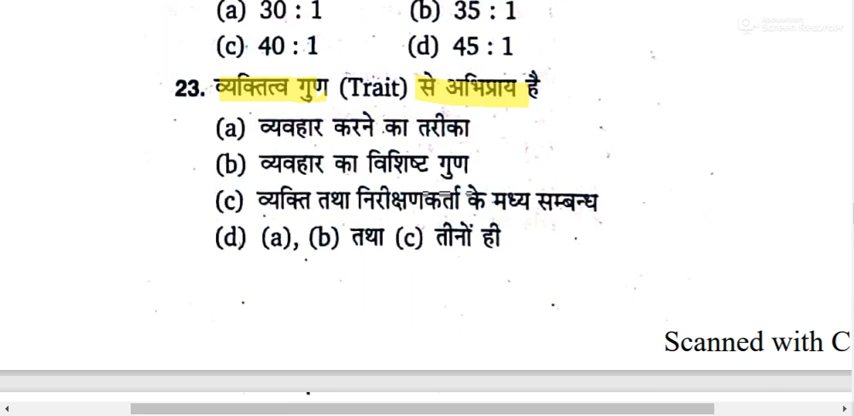 (a) 30 : 1 (b) 35 : 1
(c) 40 : 1 (d) 45 : 1
23. व्यक्तित्व गुण (Trait) से अभिप्राय है
(a) व्यवहार करने का तरीका
(b) व्यवहार का विशिष्ट गुण
(c) व्यक्ति तथा निरीक्षणकर्ता के मध्य सम्बन्ध
(d) (a), (b) तथा (c) तीनों ही
Scanned with C